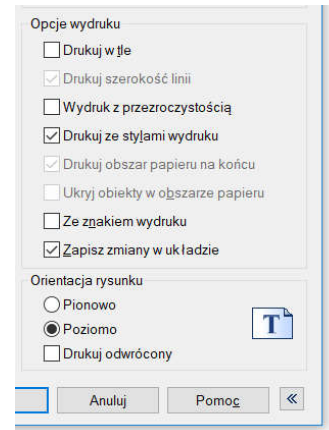 Opcje wydruku
Drukuj w tle
Drukuj szerokość linii
Wydruk z przezroczystością
Drukuj ze stylami wydruku
Drukuj obszar papieru na końcu
Ukryj obiekty w obszarze papieru
Ze znakiem wydruku
Zapisz zmiany w układzie
Orientacja rysunku
Pionowo
Poziomo
T
Drukuj odwrócony
Anuluj Pomoc «